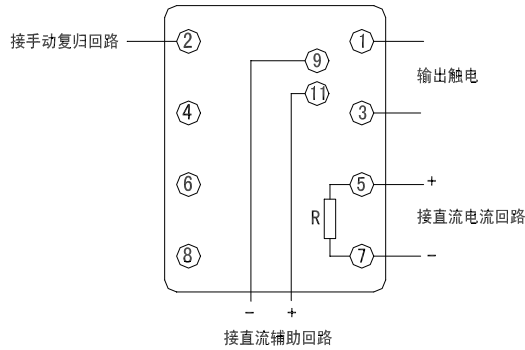 接手动复归回路
②
①
⑨
输出触电
⑪
④
③
⑥
⑤
+
R
接直流电流回路
⑧
⑦
-
- +
接直流辅助回路